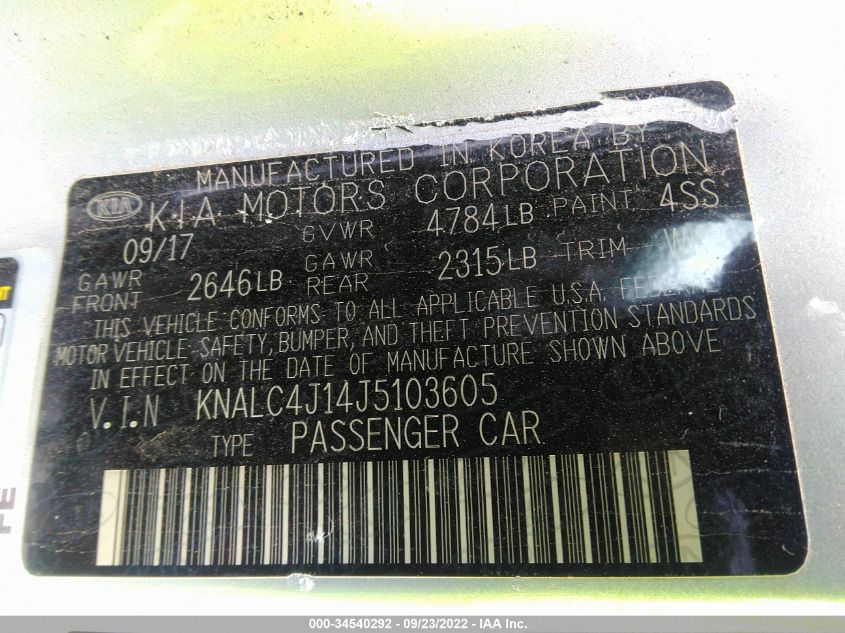 MANUFACTURED IN KOREA BY
KIA KIA MOTORS CORPORATION
09/17 GVWR 4784LB PAINT 4SS
GAWR FRONT 2646LB GAWR REAR 2315LB TRIM
THIS VEHICLE CONFORMS TO ALL APPLICABLE U.S.A. FEDERAL
MOTOR VEHICLE SAFETY, BUMPER, AND THEFT PREVENTION STANDARDS
IN EFFECT ON THE DATE OF MANUFACTURE SHOWN ABOVE.
V.I.N KNALC4J14J5103605
TYPE PASSENGER CAR
000-34540292 - 09/23/2022 - IAA Inc.